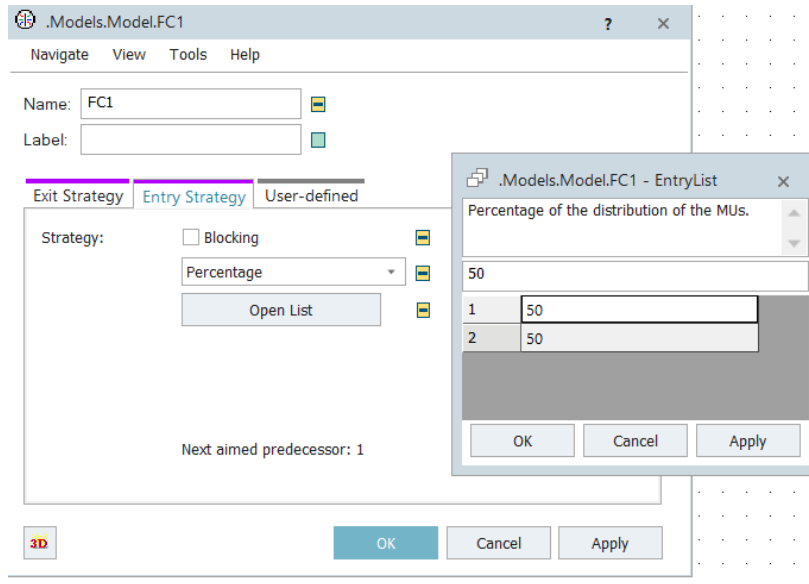 .Models.Model.FC1 ? ×
Navigate View Tools Help
Name: FC1
Label:
Exit Strategy Entry Strategy User-defined
Strategy: Blocking
Percentage
Open List
Next aimed predecessor: 1
3D OK Cancel Apply
.Models.Model.FC1 - EntryList ×
Percentage of the distribution of the MUs.
50
1 50
2 50
OK Cancel Apply